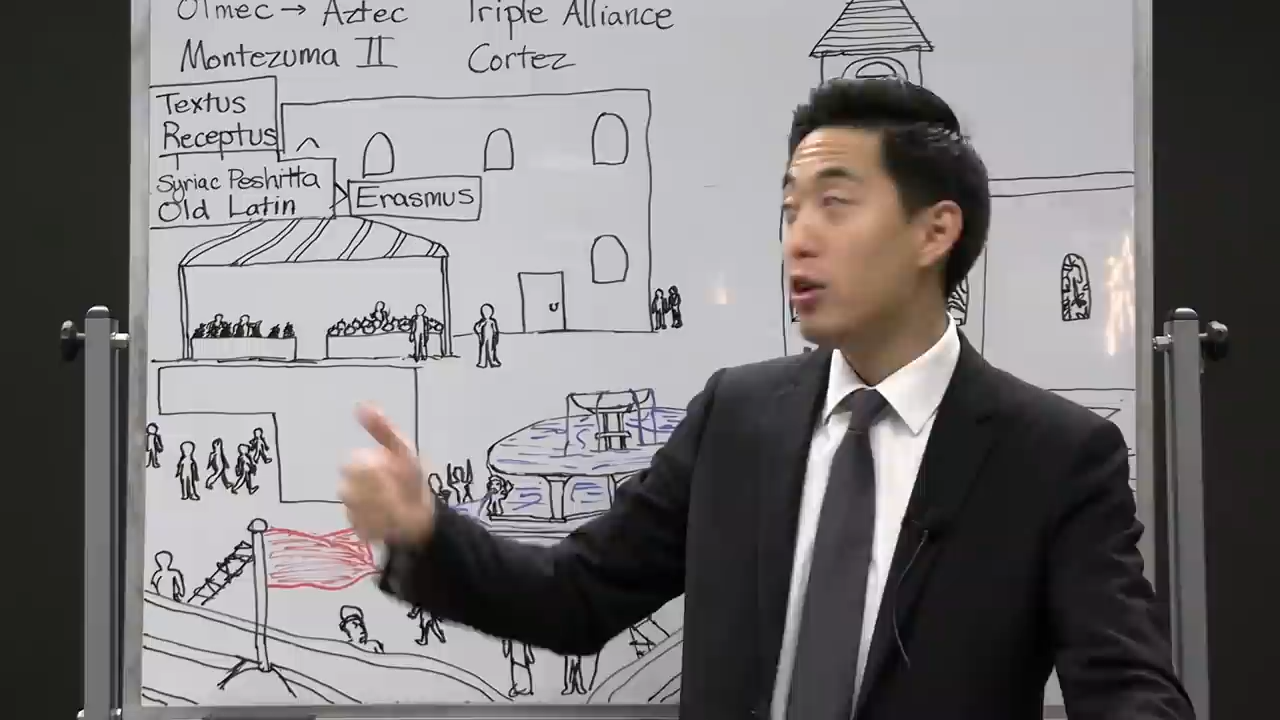 Olmec → Aztec
Triple Alliance
Montezuma II
Cortez
Textus
Receptus
Syriac Peshitta
Old Latin
Erasmus